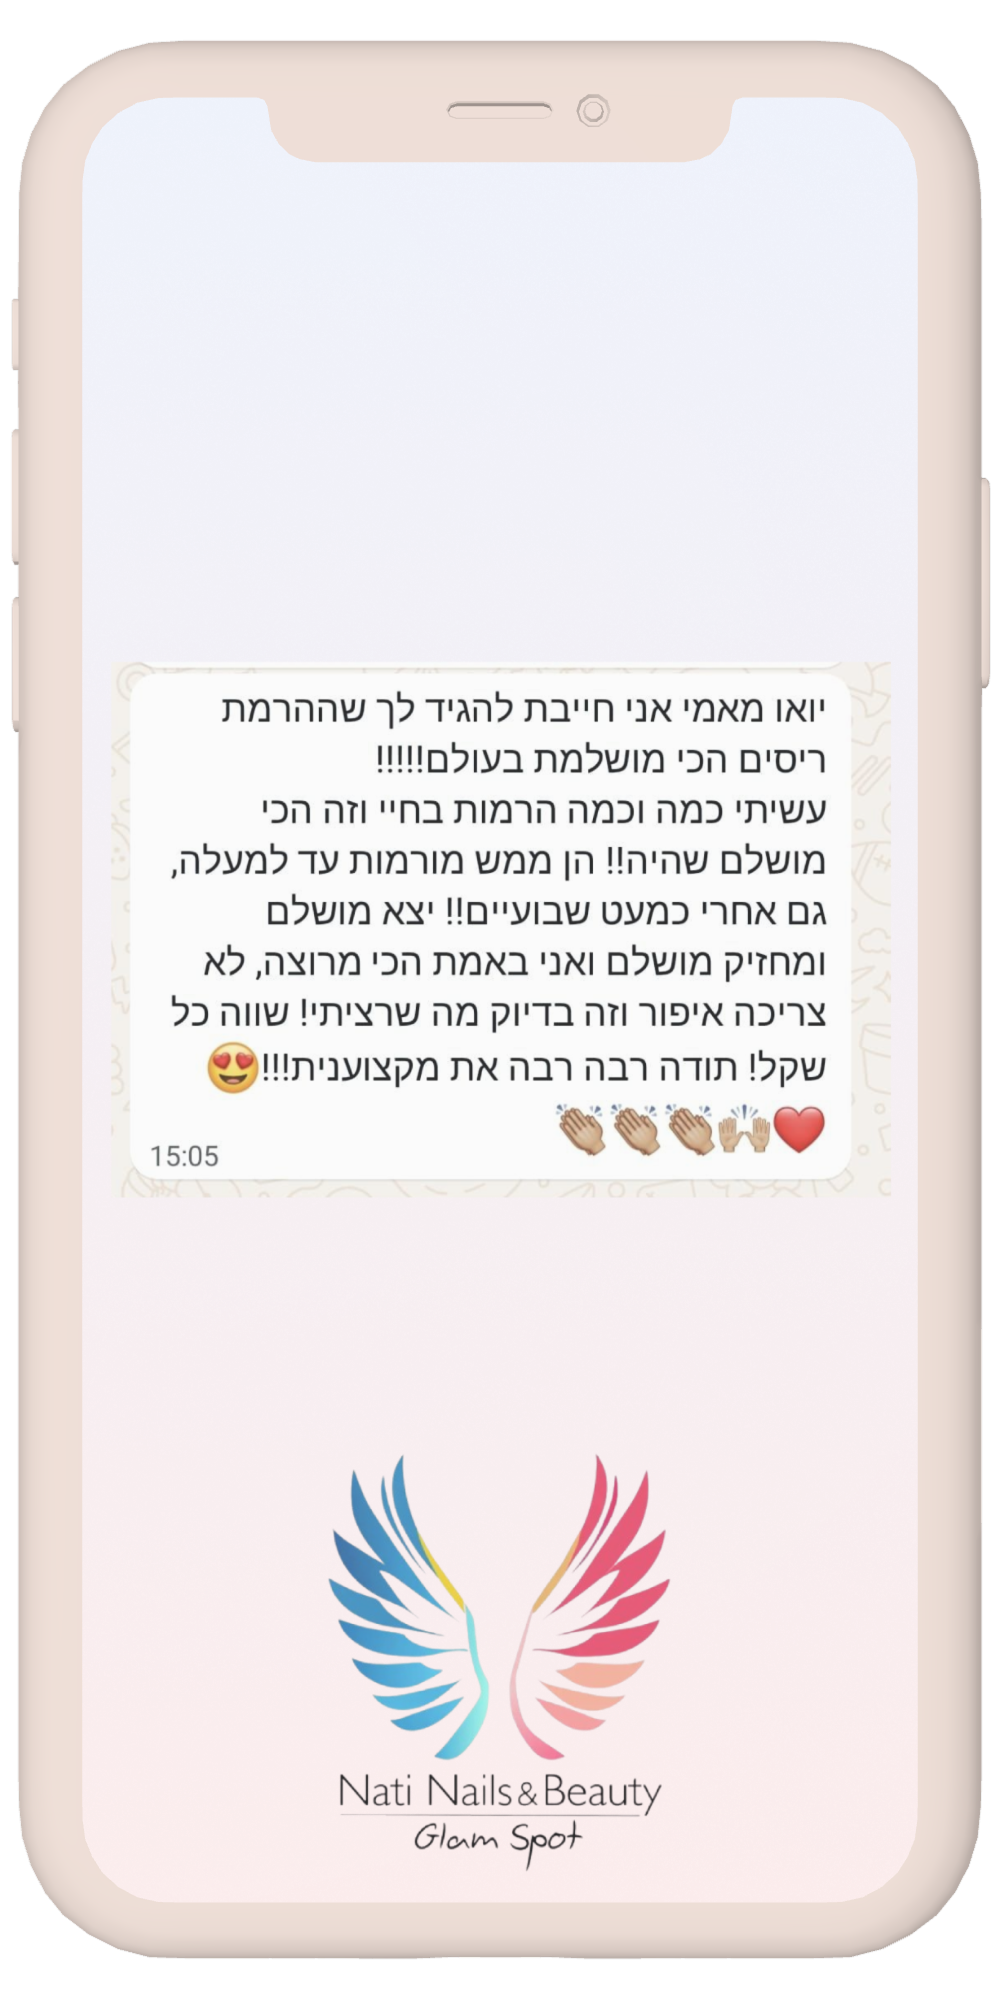 יואו מאמי אני חייבת להגיד לך שההרמת
ריסים הכי מושלמת בעולם!!!!!
עשיתי כמה וכמה הרמות בחיי וזה הכי
מושלם שהיה!! הן ממש מורמות עד למעלה,
גם אחרי כמעט שבועיים!! יצא מושלם
ומחזיק מושלם ואני באמת הכי מרוצה, לא
צריכה איפור וזה בדיוק מה שרציתי! שווה כל
שקל! תודה רבה רבה את מקצוענית!!!😍
❤️🙌🏼👏🏼👏🏼👏🏼
15:05
Nati Nails & Beauty
Glam Spot